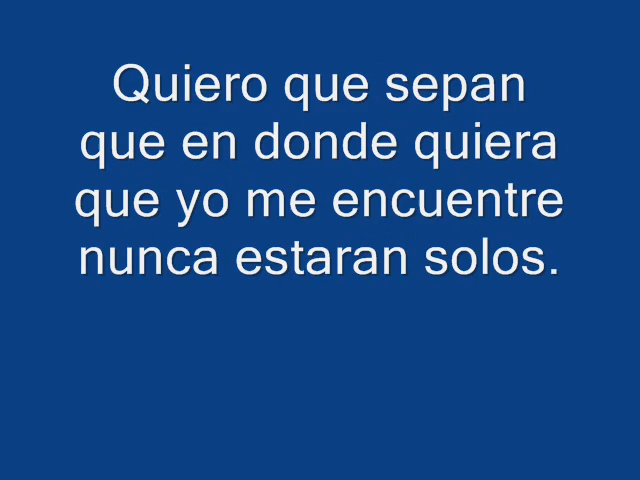 Quiero que sepan
que en donde quiera
que yo me encuentre
nunca estaran solos.